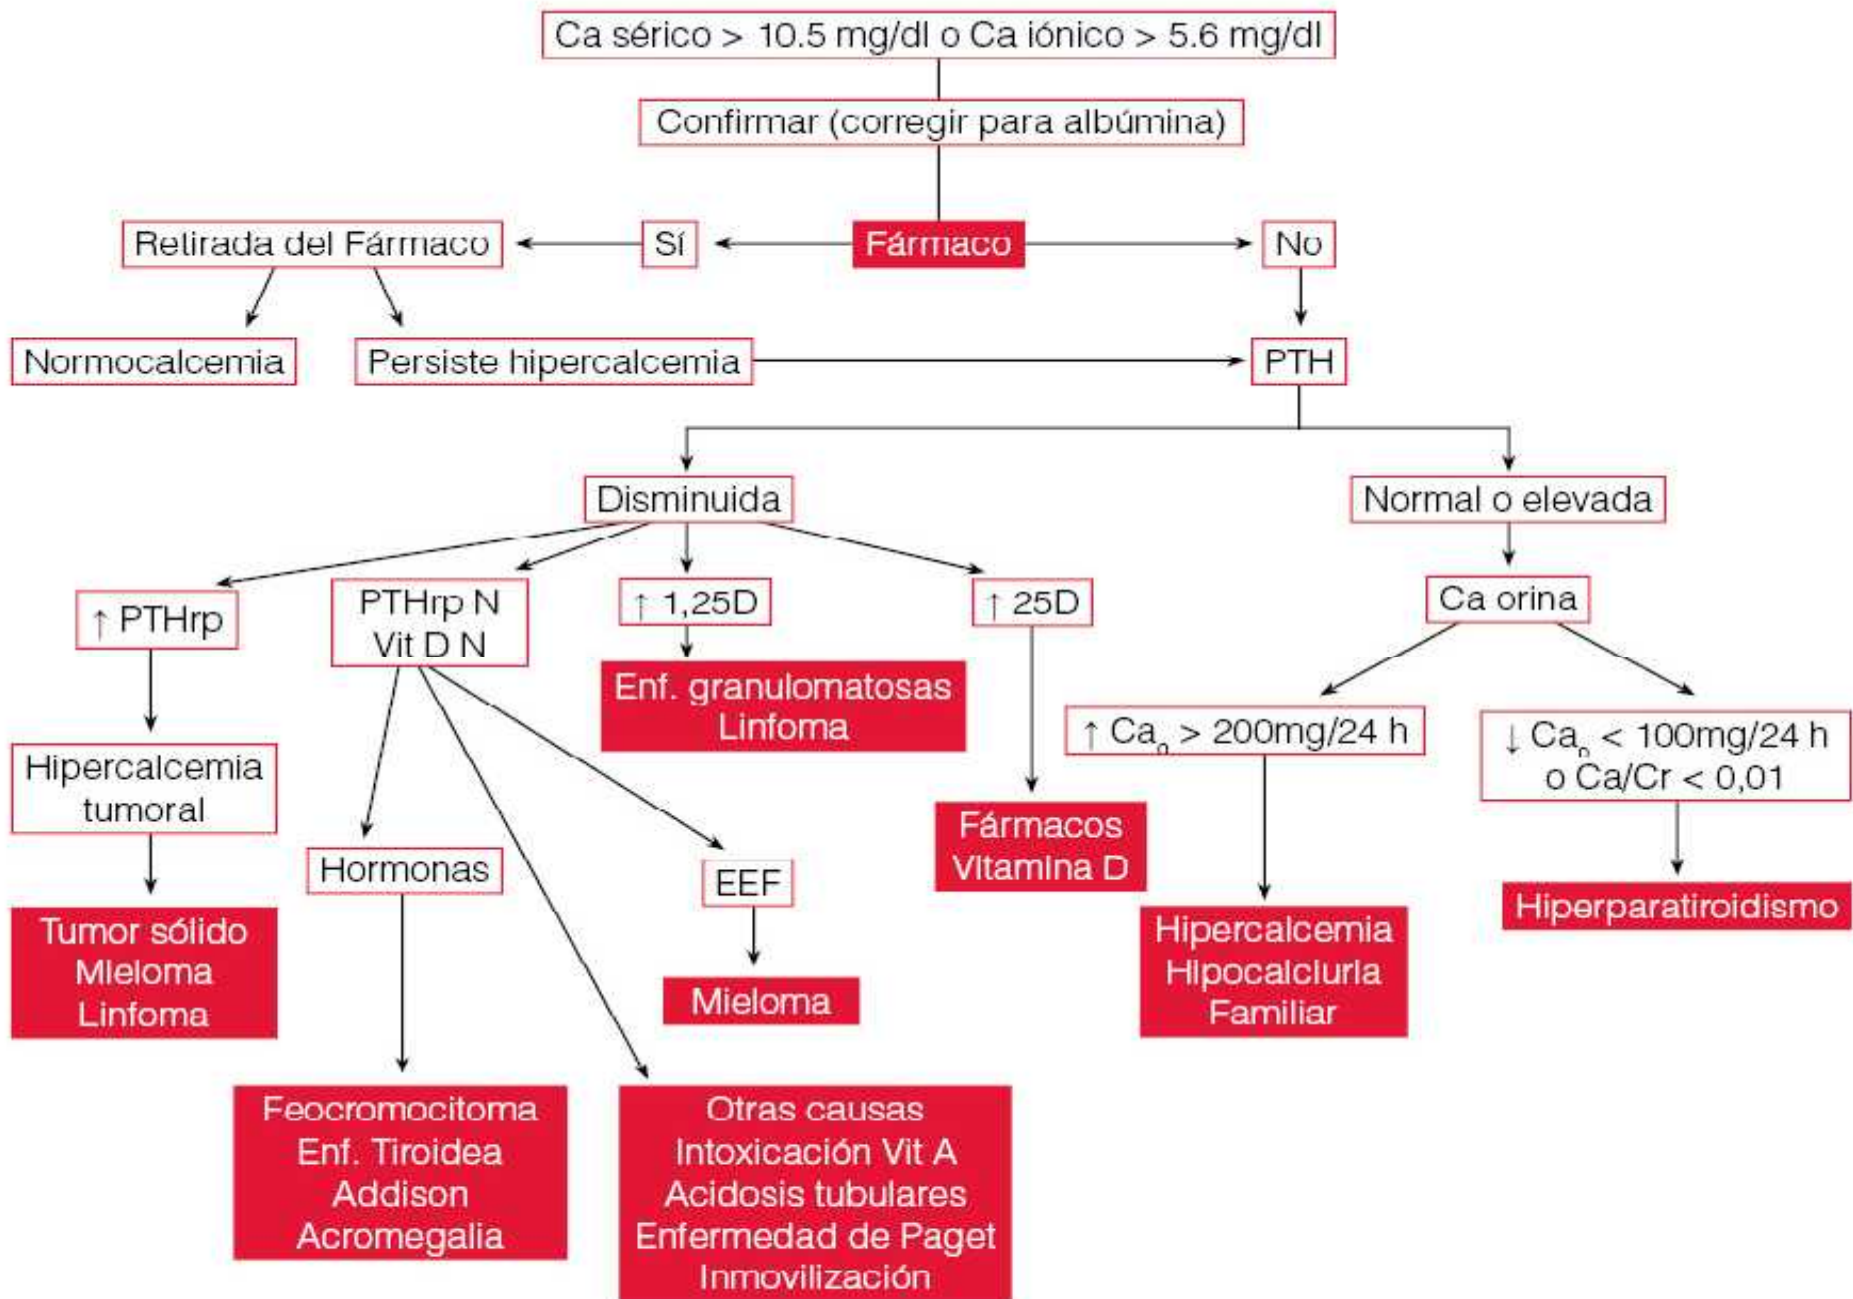 Ca sérico > 10.5 mg/dl o Ca iónico > 5.6 mg/dl
Confirmar (corregir para albúmina)
Retirada del Fármaco
Sí
Fármaco
No
Normocalcemia
Persiste hipercalcemia
PTH
Disminuida
Normal o elevada
↑ PTHrp
PTHrp N
Vit D N
↑ 1,25D
↑ 25D
Ca orina
Enf. granulomatosas
Linfoma
↑ Caₒ > 200mg/24 h
↓ Caₒ < 100mg/24 h
o Ca/Cr < 0,01
Hipercalcemia
tumoral
Fármacos
Vitamina D
Hormonas
EEF
Hiperparatiroidismo
Tumor sólido
Mieloma
Linfoma
Mieloma
Hipercalcemia
Hipocalciuria
Familiar
Feocromocitoma
Enf. Tiroidea
Addison
Acromegalia
Otras causas
Intoxicación Vit A
Acidosis tubulares
Enfermedad de Paget
Inmovilización